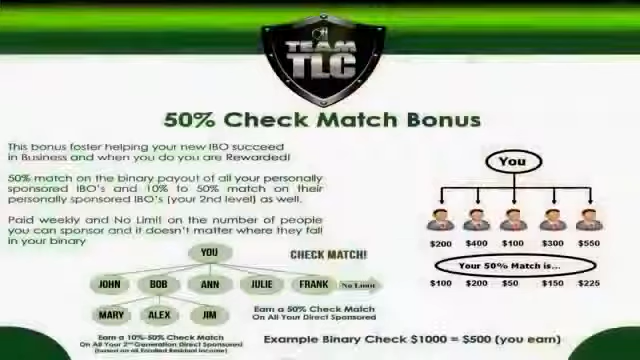 TEAM
TLC
50% Check Match Bonus
This bonus foster helping your new IBO succeed
in Business and when you do you are Rewarded!
50% match on the binary payout of all your personally
sponsored IBO's and 10% to 50% match on their
personally sponsored IBO's (your 2nd level) as well.
Paid weekly and No Limit on the number of people
you can sponsor and it doesn't matter where they fall
in your binary
YOU
CHECK MATCH!
JOHN BOB ANN JULIE FRANK No Limit
MARY ALEX JIM
Earn a 50% Check Match
On All Your Direct Sponsored
Earn a 10%-50% Check Match
On All Your 2nd Generation Direct Sponsored
(based on all Enrolled Residual Income)
You
$200 $400 $100 $300 $550
Your 50% Match is...
$100 $200 $50 $150 $225
Example Binary Check $1000 = $500 (you earn)